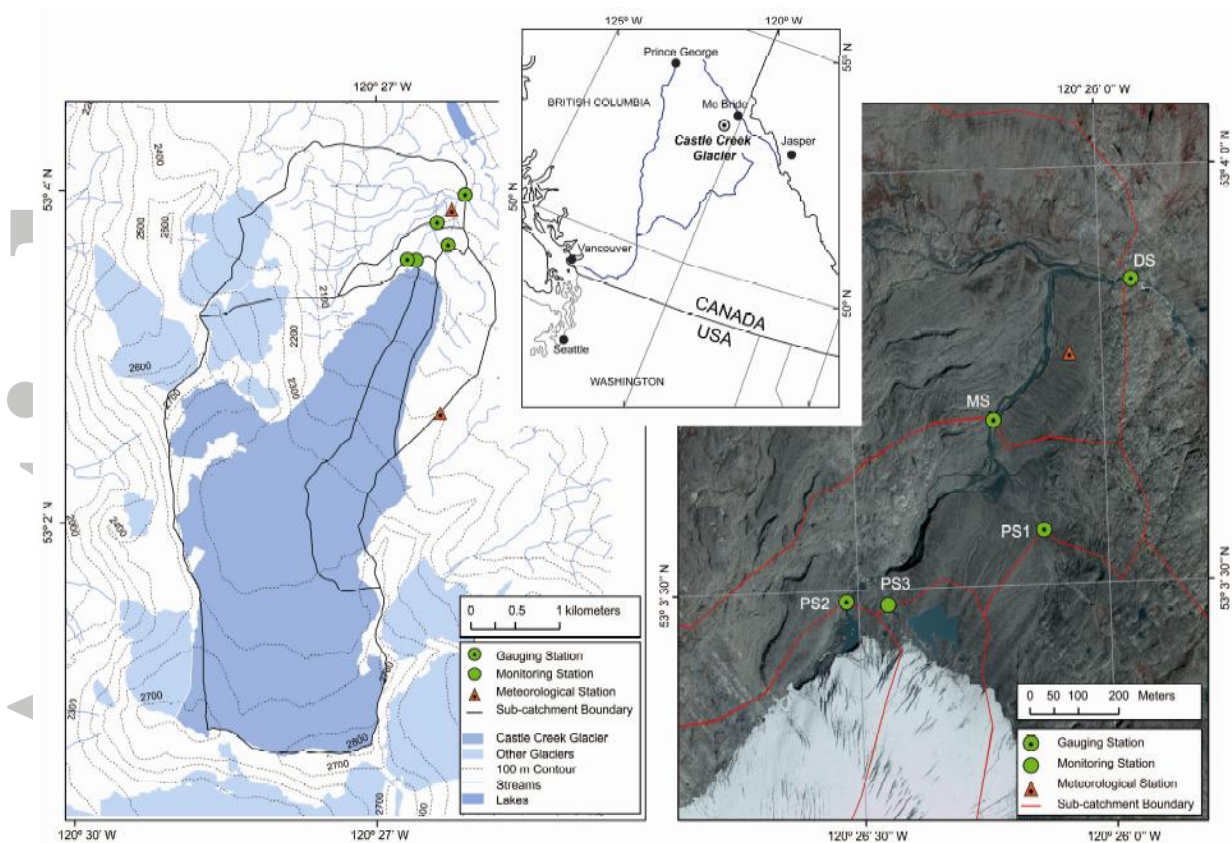 120° 27' W
53° 4' N
53° 2' N
120° 30' W
120° 27' W
2400
2500
2100
2200
2300
2600
2700
2400
2700
2300
2800
2700
2700
0 0.5 1 kilometers
Gauging Station
Monitoring Station
Meteorological Station
Sub-catchment Boundary
Castle Creek Glacier
Other Glaciers
100 m Contour
Streams
Lakes
125° W
120° W
55° N
50° N
50° N
125° W
120° W
Prince George
BRITISH COLUMBIA
Mc Bride
Castle Creek
Glacier
Jasper
Vancouver
CANADA
USA
Seattle
WASHINGTON
120° 26' 0" W
53° 4' 0" N
DS
MS
PS1
PS3
PS2
53° 3' 30" N
53° 3' 30" N
0 50 100 200 Meters
Gauging Station
Monitoring Station
Meteorological Station
Sub-catchment Boundary
120° 26' 30" W
120° 26' 0" W